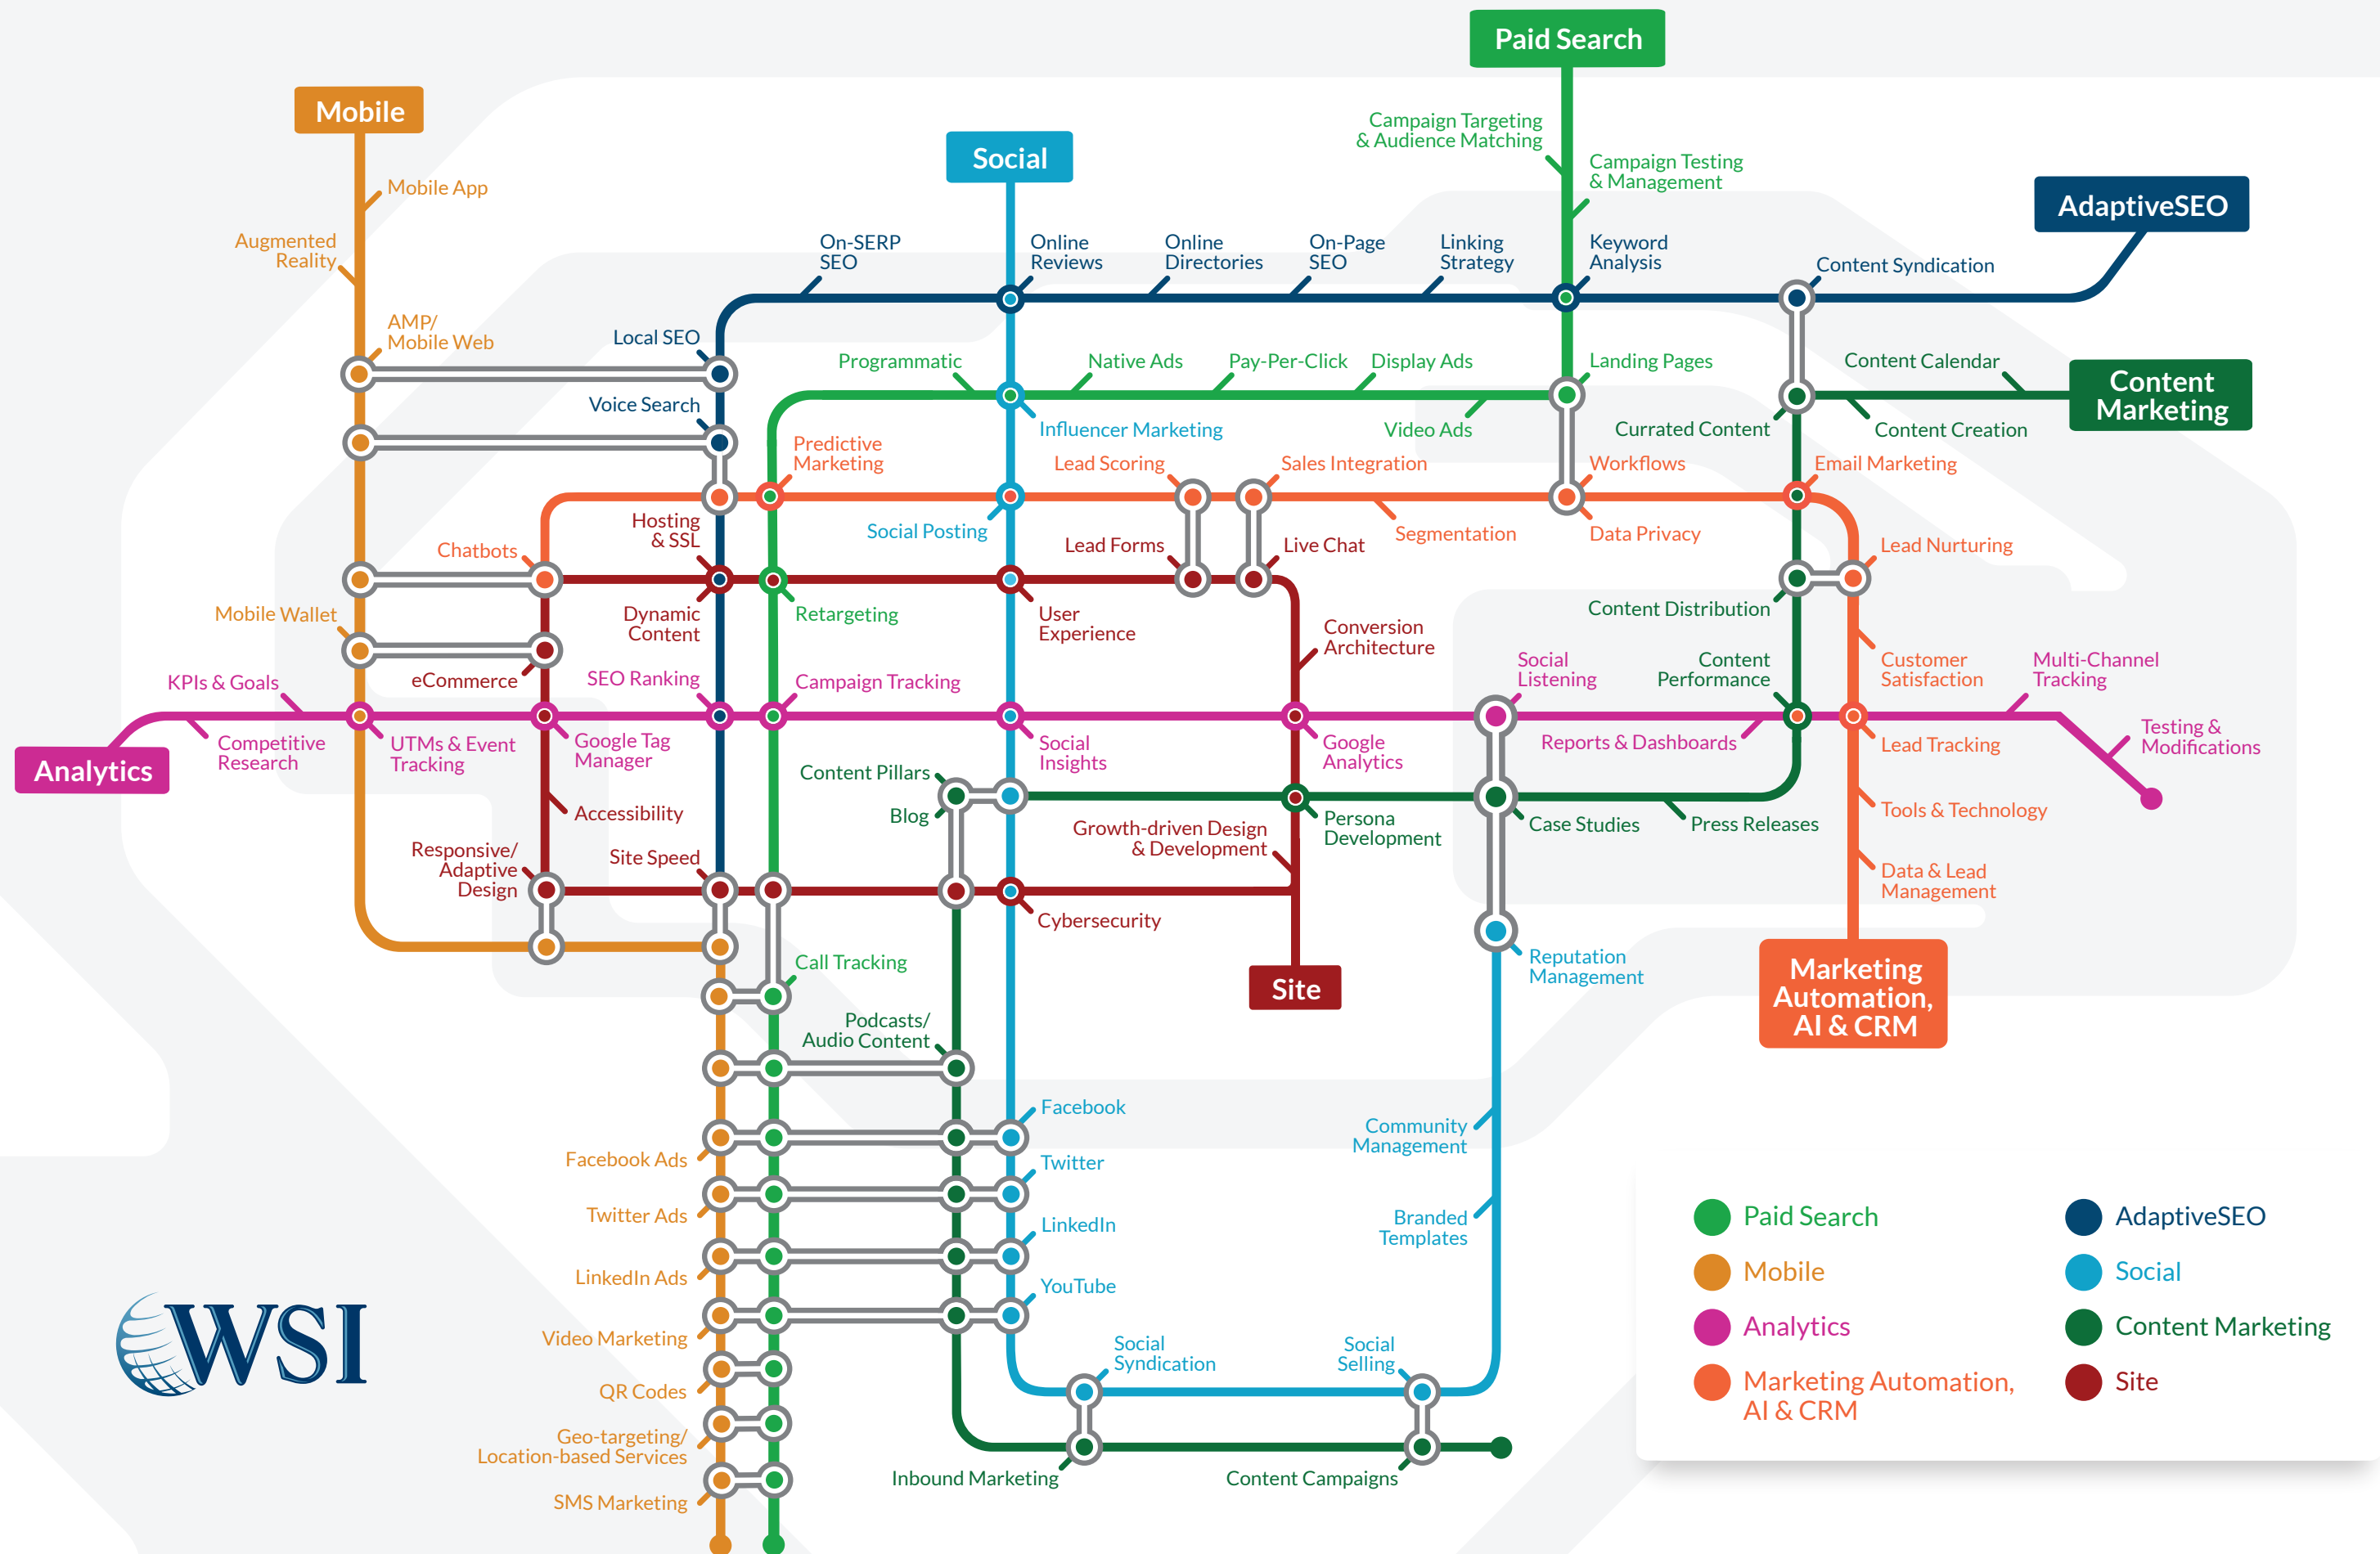 Paid Search
Mobile
Campaign Targeting
& Audience Matching
Social
Campaign Testing
& Management
Mobile App
AdaptiveSEO
Augmented
Reality
On-SERP
SEO
Online
Reviews
Online
Directories
On-Page
SEO
Linking
Strategy
Keyword
Analysis
Content Syndication
AMP/
Mobile Web
Local SEO
Programmatic
Native Ads
Pay-Per-Click
Display Ads
Landing Pages
Content Calendar
Content
Marketing
Voice Search
Influencer Marketing
Video Ads
Currated Content
Content Creation
Predictive
Marketing
Lead Scoring
Sales Integration
Workflows
Email Marketing
Hosting
& SSL
Social Posting
Segmentation
Data Privacy
Chatbots
Lead Forms
Live Chat
Lead Nurturing
Mobile Wallet
Dynamic
Content
Retargeting
User
Experience
Content Distribution
Conversion
Architecture
KPIs & Goals
eCommerce
SEO Ranking
Campaign Tracking
Social
Listening
Content
Performance
Customer
Satisfaction
Multi-Channel
Tracking
Analytics
Competitive
Research
UTMs & Event
Tracking
Google Tag
Manager
Social
Insights
Google
Analytics
Reports & Dashboards
Lead Tracking
Testing &
Modifications
Content Pillars
Blog
Accessibility
Growth-driven Design
& Development
Persona
Development
Case Studies
Press Releases
Tools & Technology
Responsive/
Adaptive
Design
Site Speed
Data & Lead
Management
Cybersecurity
Call Tracking
Site
Reputation
Management
Marketing
Automation,
AI & CRM
Podcasts/
Audio Content
Facebook
Community
Management
Facebook Ads
Twitter
Twitter Ads
LinkedIn
Branded
Templates
LinkedIn Ads
YouTube
Video Marketing
Social
Syndication
Social
Selling
QR Codes
Geo-targeting/
Location-based Services
Inbound Marketing
Content Campaigns
SMS Marketing
WSI
Paid Search
AdaptiveSEO
Mobile
Social
Analytics
Content Marketing
Marketing Automation,
AI & CRM
Site